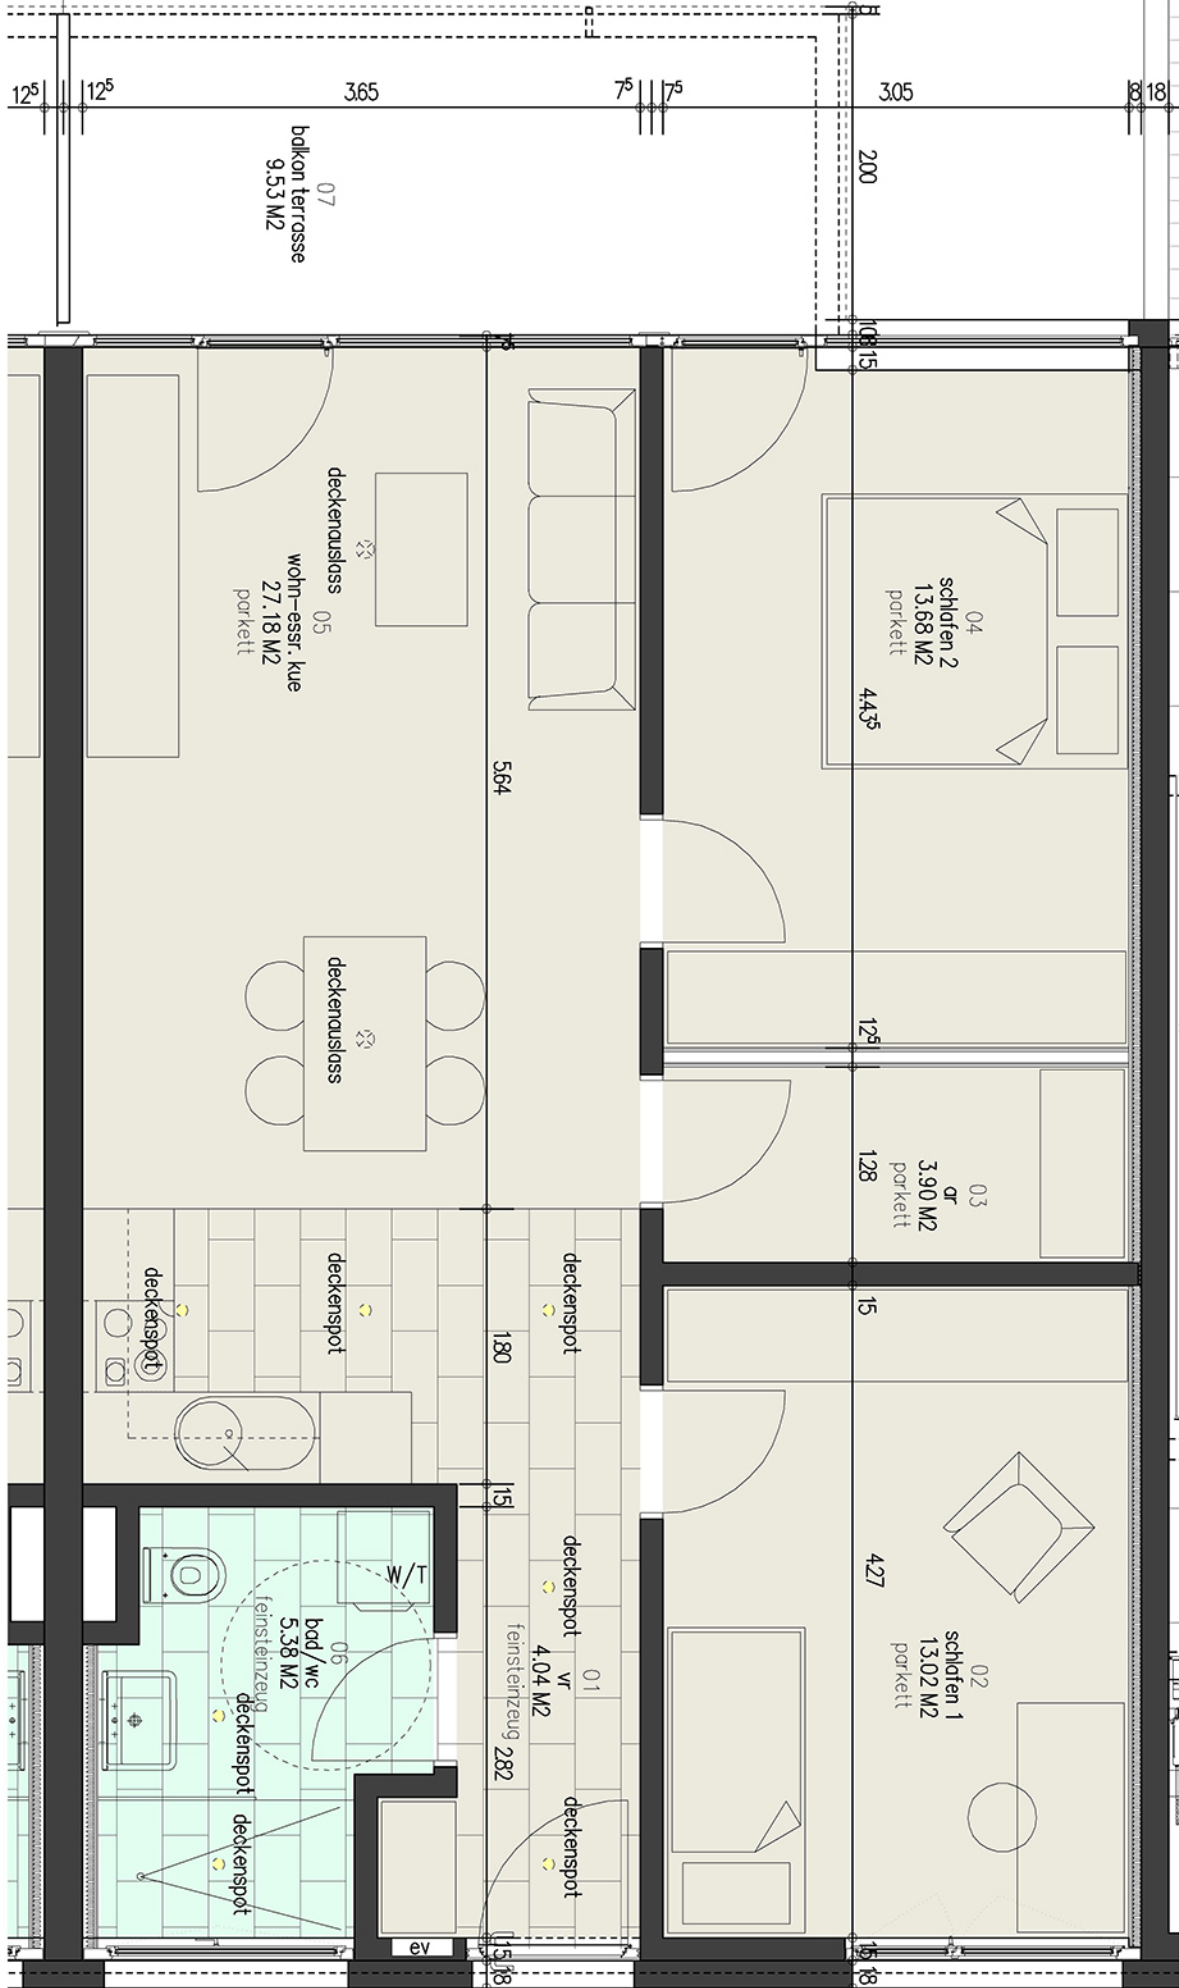 12⁵
12⁵
3.65
7⁵
7⁵
3.05
8
18
2.00
07
balkon terrasse
9.53 M2
10⁸
15
deckenauslass
05
wohn-essr. kue
27.18 M2
parkett
04
schlafen 2
13.68 M2
parkett
4.43⁵
5.64
deckenauslass
12⁵
03
ar
3.90 M2
parkett
1.28
deckenspot
deckenspot
deckenspot
1.80
15
15
W/T
06
bad/wc
5.38 M2
feinsteinzeug
deckenspot
deckenspot
deckenspot
01
vr
4.04 M2
feinsteinzeug
2.82
deckenspot
4.27
02
schlafen 1
13.02 M2
parkett
ev
15
18
15
18